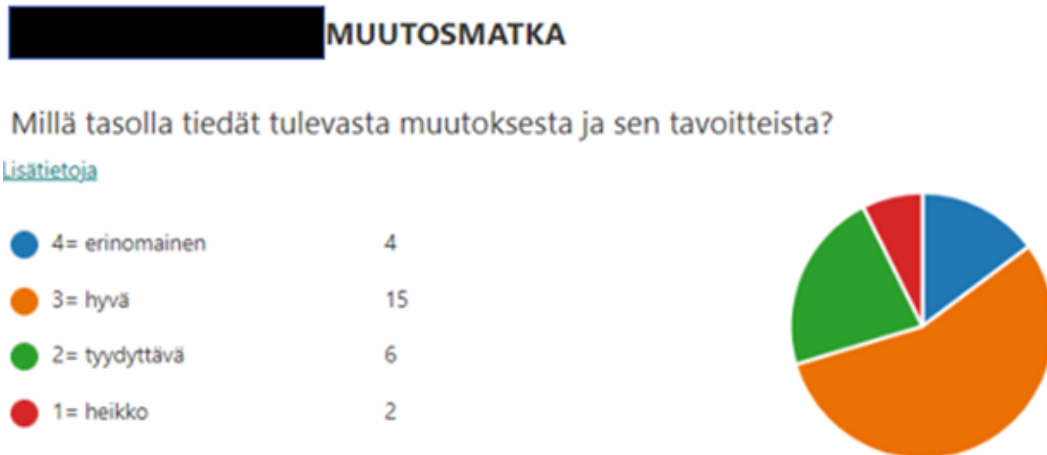 MUUTOSMATKA
Millä tasolla tiedät tulevasta muutoksesta ja sen tavoitteista?
Lisätietoja
4= erinomainen 4
3= hyvä 15
2= tyydyttävä 6
1= heikko 2